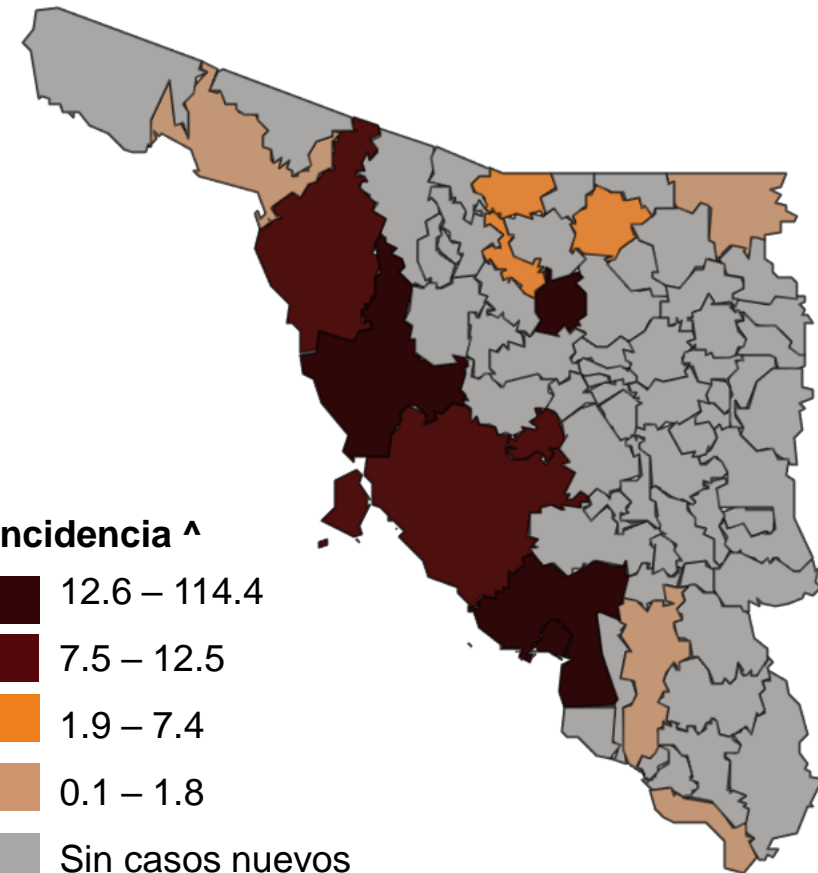 ncidencia ^
12.6 – 114.4
7.5 – 12.5
1.9 – 7.4
0.1 – 1.8
Sin casos nuevos